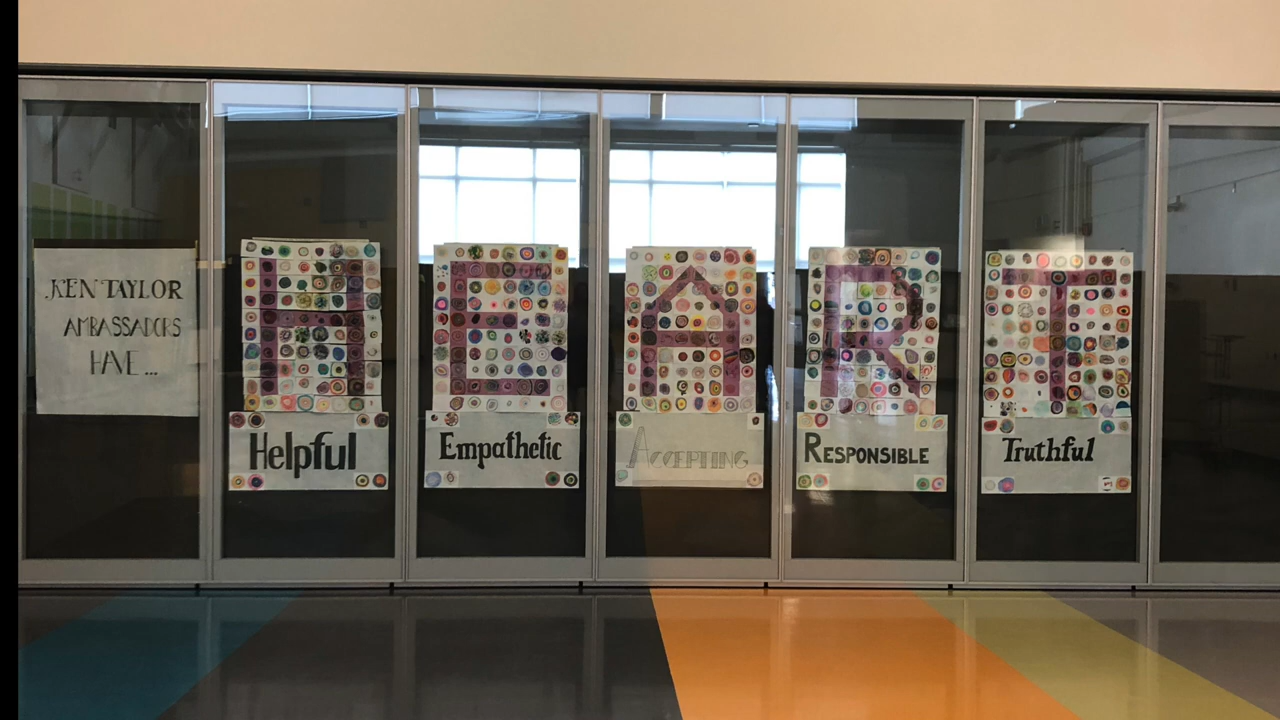 KEN TAYLOR
AMBASSADORS
HAVE...
H E A R T
Helpful
Empathetic
ACCEPTING
RESPONSIBLE
Truthful